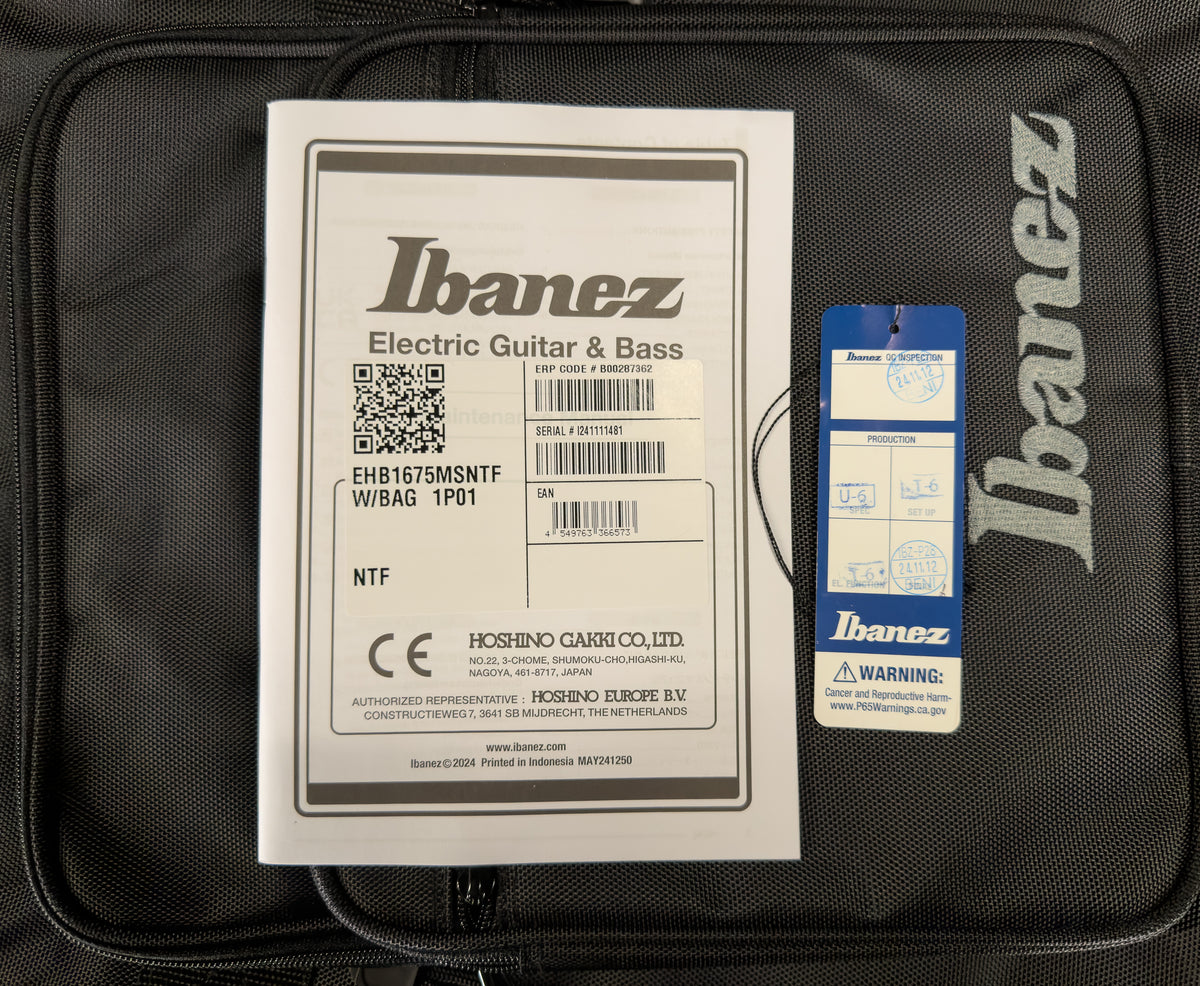 Ibanez
Electric Guitar & Bass
ERP CODE # B00287362
SERIAL # I241111481
EHB1675MSNTF
W/BAG 1P01
EAN
4 549763 366573
NTF
CE
HOSHINO GAKKI CO., LTD.
NO.22, 3-CHOME, SHUMOKU-CHO,HIGASHI-KU,
NAGOYA, 461-8717, JAPAN
AUTHORIZED REPRESENTATIVE : HOSHINO EUROPE B.V.
CONSTRUCTIEWEG 7, 3641 SB MIJDRECHT, THE NETHERLANDS
www.ibanez.com
Ibanez©2024 Printed in Indonesia MAY241250
Ibanez QC INSPECTION
24.11.12
BENI
PRODUCTION
U-6
SPEC
T-6
SET UP
T-6
EL. FUNCTION
IBZ-P28
24.11.12
BENI
Ibanez
WARNING:
Cancer and Reproductive Harm-
www.P65Warnings.ca.gov
Ibanez